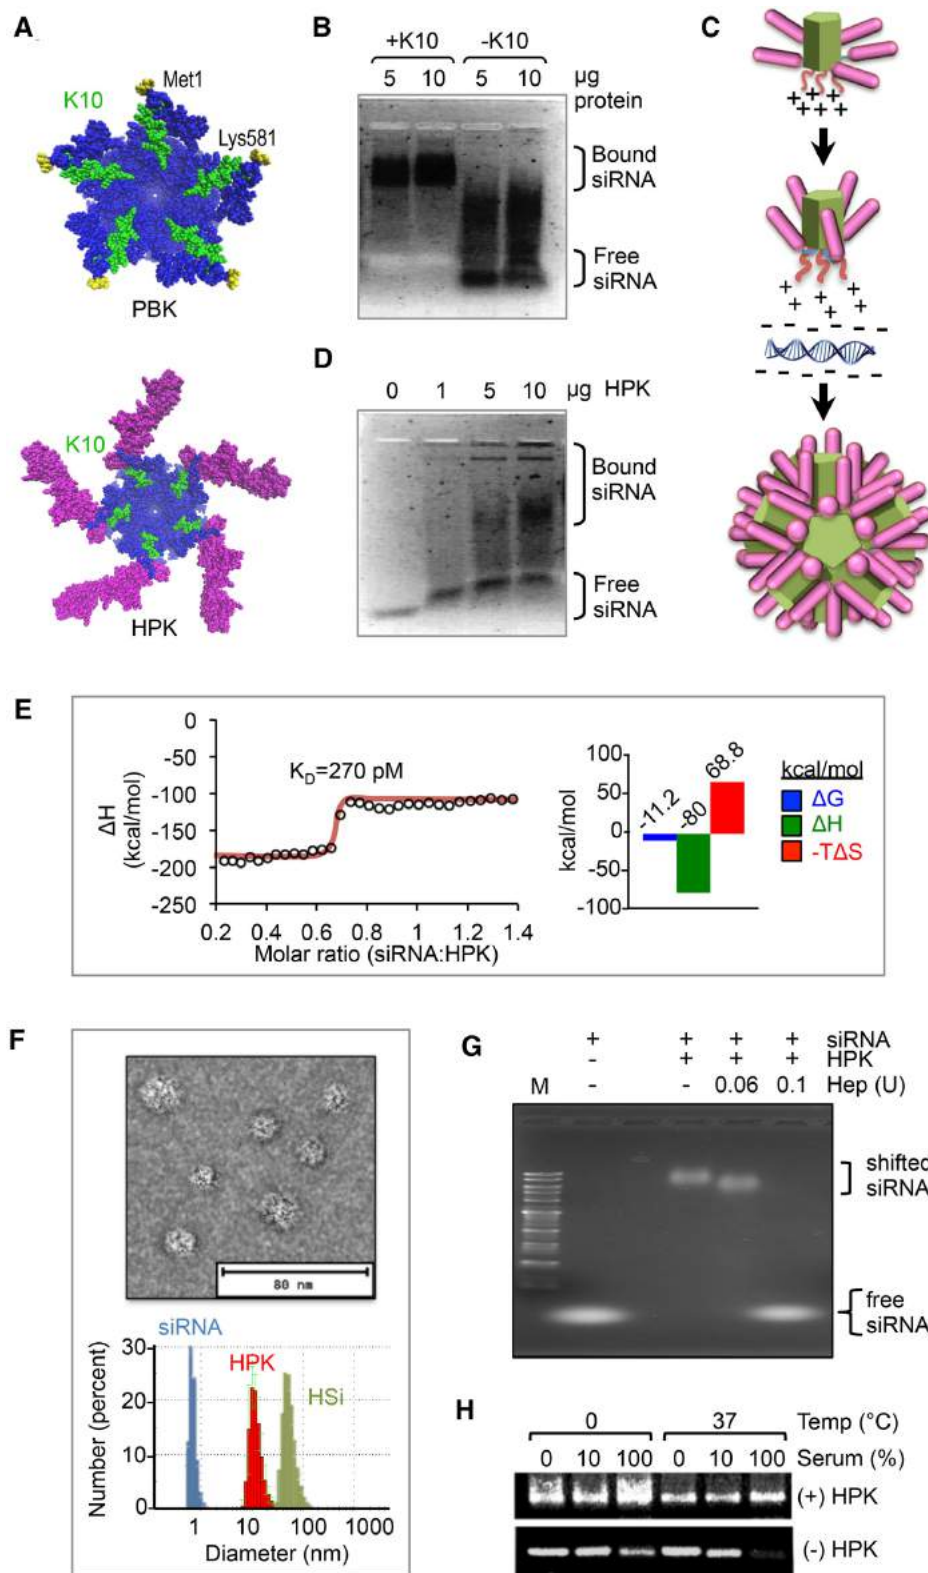 A
Met1
K10
Lys581
PBK
K10
HPK
B
+K10 -K10
5 10 5 10 µg
protein
Bound
siRNA
Free
siRNA
C
+ + +
+ + + +
+ +
+ + +
- - - - -
- - - - -
D
0 1 5 10 µg HPK
Bound
siRNA
Free
siRNA
E
0
-50
-100
-150
-200
-250
ΔH
(kcal/mol)
KD=270 pM
0.2 0.4 0.6 0.8 1 1.2 1.4
Molar ratio (siRNA:HPK)
100
50
0
-50
-100
kcal/mol
-11.2
-80
68.8
kcal/mol
ΔG
ΔH
-TΔS
F
80 nm
siRNA
HPK
HSi
30
20
10
0
Number (percent)
1 10 100 1000
Diameter (nm)
G
+ + + + siRNA
- + + + HPK
M - - 0.06 0.1 Hep (U)
shifted
siRNA
free
siRNA
H
0 37 Temp (°C)
0 10 100 0 10 100 Serum (%)
(+) HPK
(-) HPK